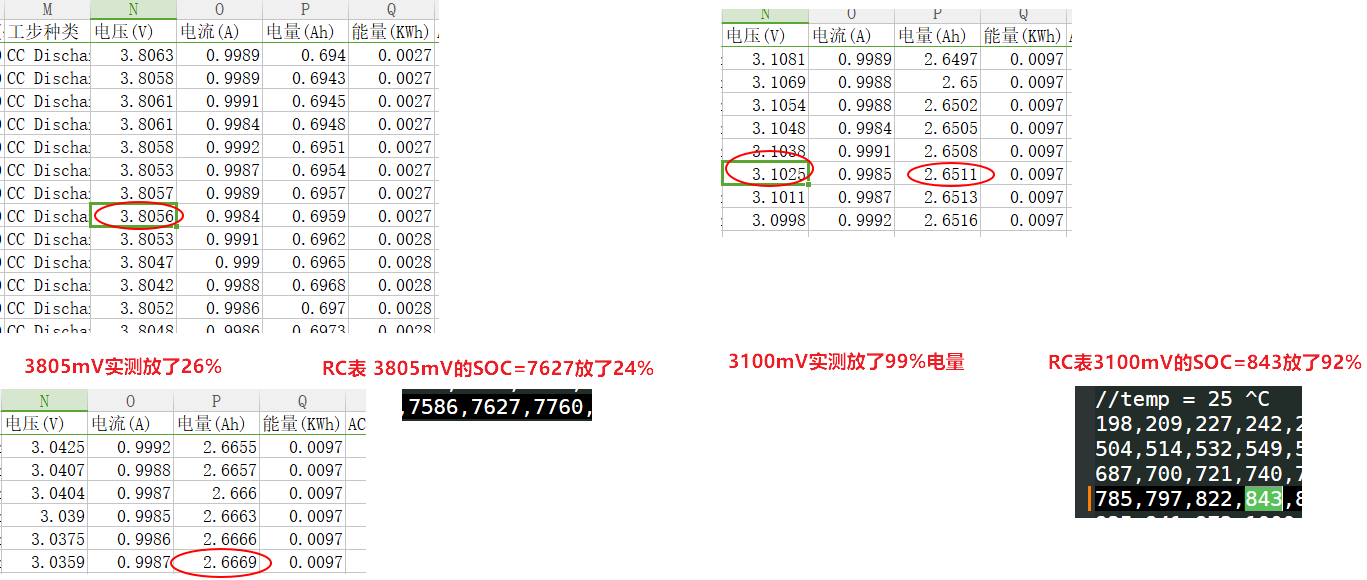 M N O P Q
工步种类 电压(V) 电流(A) 电量(Ah) 能量(KWh)
CC Discha 3.8063 0.9989 0.694 0.0027
CC Discha 3.8058 0.9989 0.6943 0.0027
CC Discha 3.8061 0.9991 0.6945 0.0027
CC Discha 3.8061 0.9984 0.6948 0.0027
CC Discha 3.8058 0.9992 0.6951 0.0027
CC Discha 3.8053 0.9987 0.6954 0.0027
CC Discha 3.8057 0.9989 0.6957 0.0027
CC Discha 3.8056 0.9984 0.6959 0.0027
CC Discha 3.8053 0.9991 0.6962 0.0028
CC Discha 3.8047 0.999 0.6965 0.0028
CC Discha 3.8042 0.9988 0.6968 0.0028
CC Discha 3.8052 0.9986 0.697 0.0028
CC Discha 3.8048 0.9986 0.6973 0.0028
N O P Q
电压(V) 电流(A) 电量(Ah) 能量(KWh)
3.1081 0.9989 2.6497 0.0097
3.1069 0.9988 2.65 0.0097
3.1054 0.9988 2.6502 0.0097
3.1048 0.9984 2.6505 0.0097
3.1038 0.9991 2.6508 0.0097
3.1025 0.9985 2.6511 0.0097
3.1011 0.9987 2.6513 0.0097
3.0998 0.9992 2.6516 0.0097
3805mV实测放了26%
RC表 3805mV的SOC=7627放了24%
,7586,7627,7760,
3100mV实测放了99%电量
RC表3100mV的SOC=843放了92%
N O P Q
电压(V) 电流(A) 电量(Ah) 能量(KWh) AC
3.0425 0.9992 2.6655 0.0097
3.0407 0.9988 2.6657 0.0097
3.0404 0.9987 2.666 0.0097
3.039 0.9985 2.6663 0.0097
3.0375 0.9986 2.6666 0.0097
3.0359 0.9987 2.6669 0.0097
//temp = 25 ^C
198,209,227,242,2
504,514,532,549,5
687,700,721,740,7
785,797,822,843,8